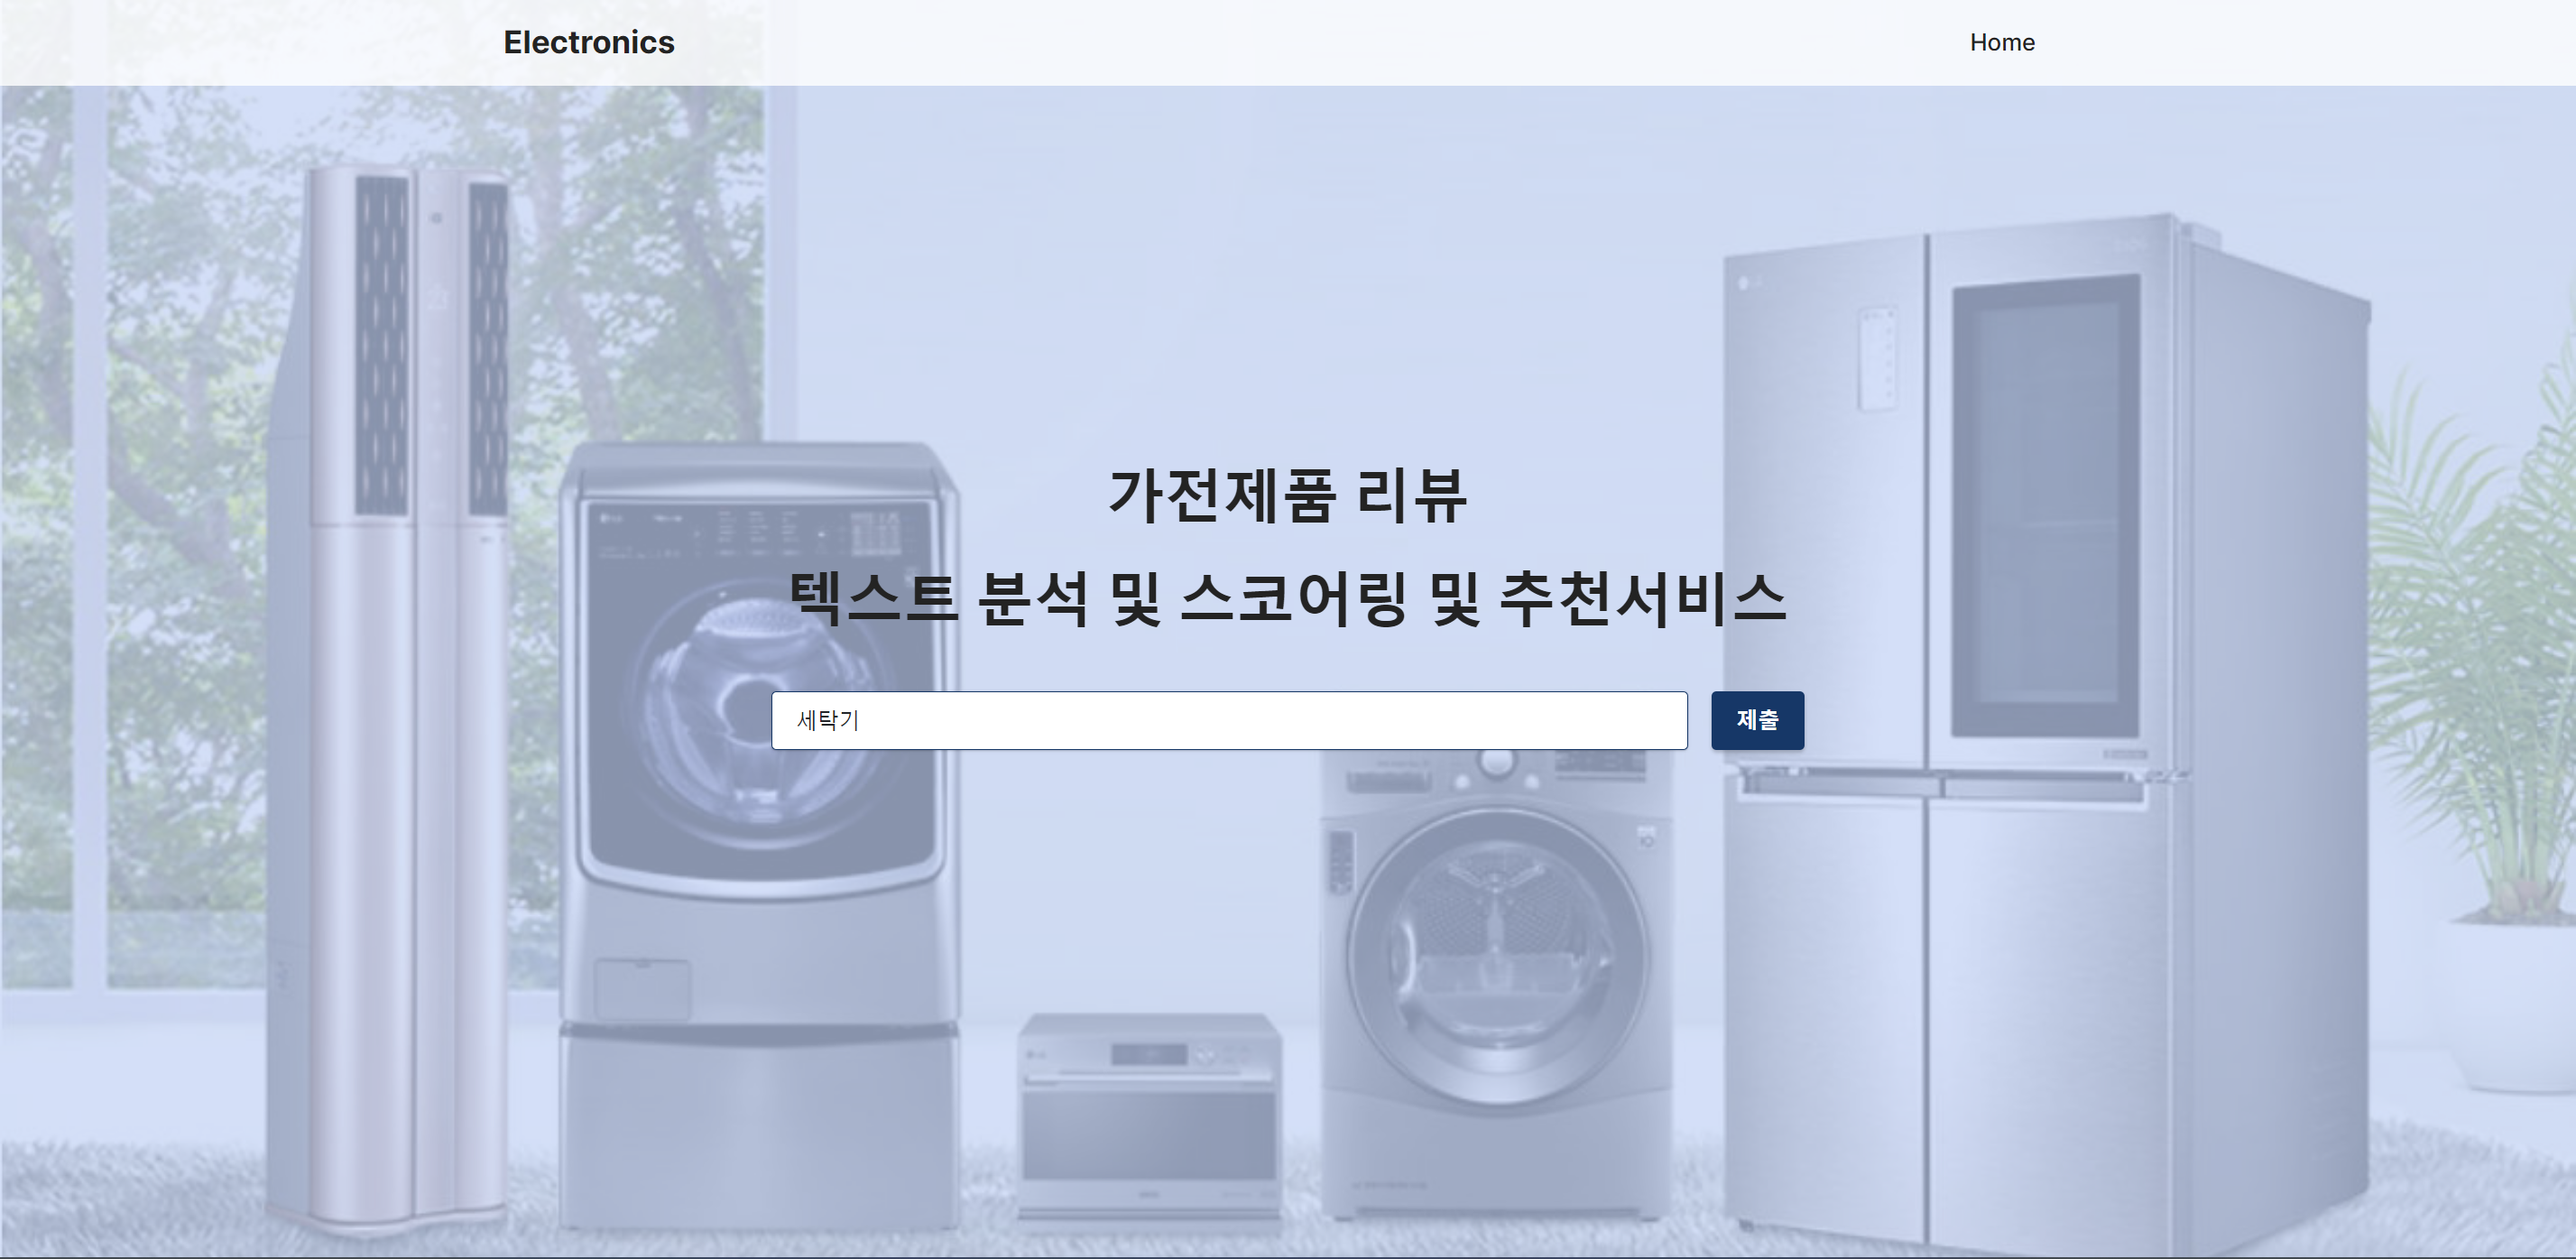 Electronics
Home
가전제품 리뷰
텍스트 분석 및 스코어링 및 추천서비스
세탁기
제출